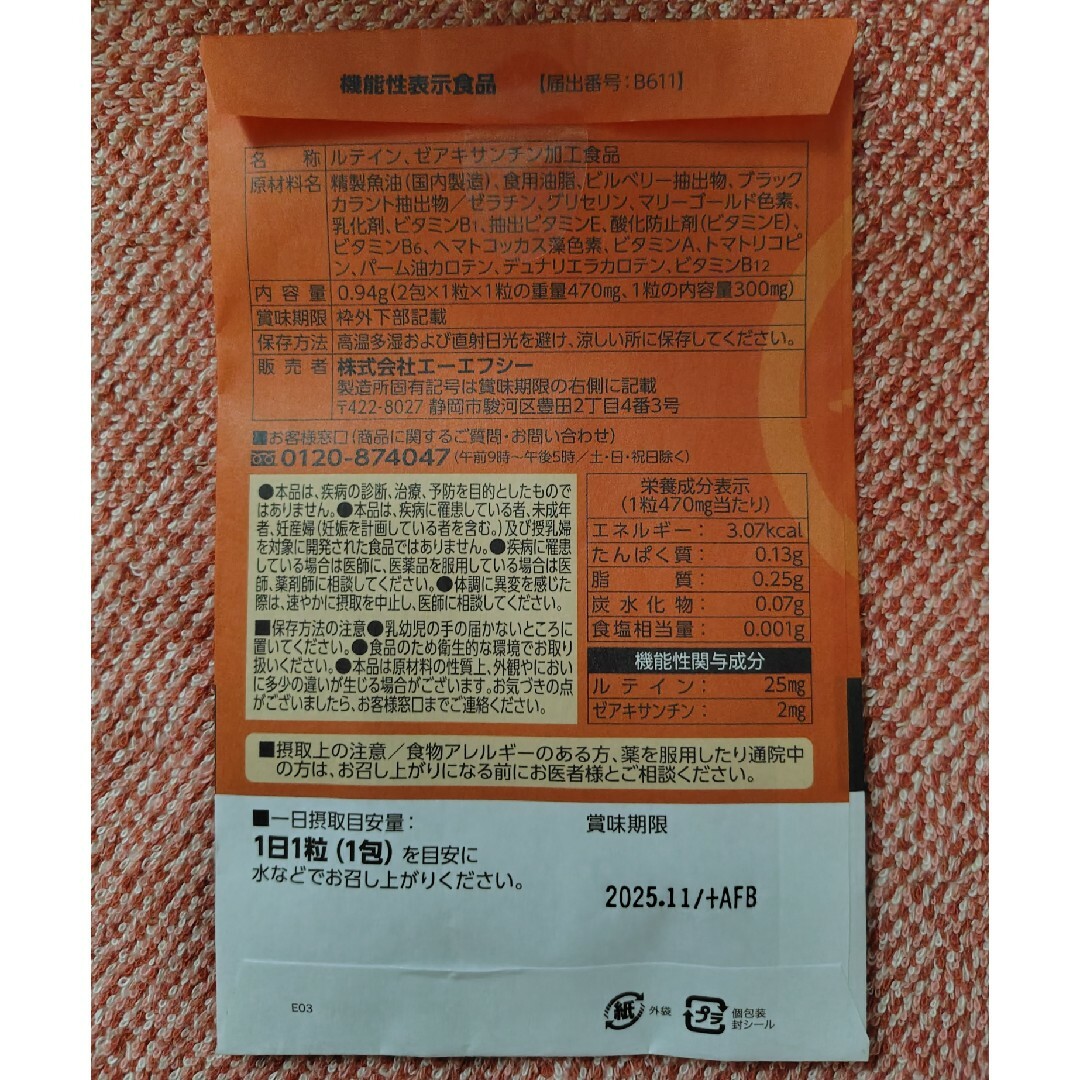 機能性表示食品 【届出番号:B611】
名称 ルテイン、ゼアキサンチン加工食品
原材料名 精製魚油(国内製造)、食用油脂、ビルベリー抽出物、ブラック
カラント抽出物/ゼラチン、グリセリン、マリーゴールド色素、
乳化剤、ビタミンB1、抽出ビタミンE、酸化防止剤(ビタミンE)、
ビタミンB6、ヘマトコッカス藻色素、ビタミンA、トマトリコピ
ン、パーム油カロテン、デュナリエラカロテン、ビタミンB12
内容量 0.94g(2包×1粒×1粒の重量470㎎、1粒の内容量300㎎)
賞味期限 枠外下部記載
保存方法 高温多湿および直射日光を避け、涼しい所に保存してください。
販売者 株式会社エーエフシー
製造所固有記号は賞味期限の右側に記載
〒422-8027 静岡市駿河区豊田2丁目4番3号
■お客様窓口(商品に関するご質問・お問い合わせ)
0120-874047(午前9時~午後5時/土・日・祝日除く)
●本品は、疾病の診断、治療、予防を目的としたもので
はありません。●本品は、疾病に罹患している者、未成年
者、妊産婦(妊娠を計画している者を含む。)及び授乳婦
を対象に開発された食品ではありません。●疾病に罹患
している場合は医師に、医薬品を服用している場合は医
師、薬剤師に相談してください。●体調に異変を感じた
際は、速やかに摂取を中止し、医師に相談してください。
■保存方法の注意●乳幼児の手の届かないところに
置いてください。●食品のため衛生的な環境でお取り
扱いください。●本品は原材料の性質上、外観やにおい
に多少の違いが生じる場合がございます。お気づきの点
がございましたら、お客様窓口までご連絡ください。
栄養成分表示
(1粒470㎎当たり)
エネルギー: 3.07kcal
たんぱく質: 0.13g
脂質: 0.25g
炭水化物: 0.07g
食塩相当量: 0.001g
機能性関与成分
ルテイン: 25㎎
ゼアキサンチン: 2㎎
■摂取上の注意/食物アレルギーのある方、薬を服用したり通院中
の方は、お召し上がりになる前にお医者様とご相談ください。
■一日摂取目安量:
1日1粒(1包)を目安に
水などでお召し上がりください。
賞味期限
2025.11/+AFB
E03
紙 外袋
プラ 個包装
封シール